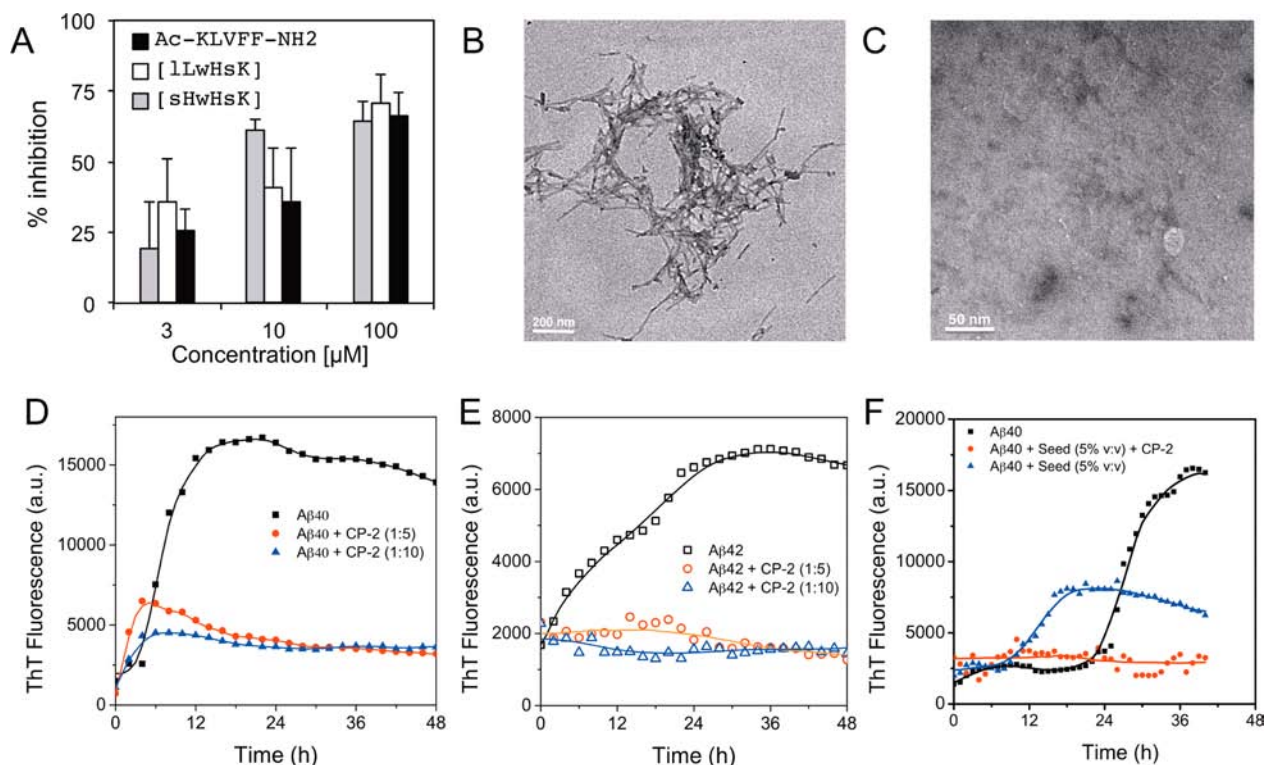 A
B
C
100
75
50
25
0
% inhibition
Ac-KLVFF-NH2
[lLwHsK]
[sHwHsK]
3 10 100
Concentration [µM]
200 nm
50 nm
D
E
F
15000
10000
5000
0
ThT Fluorescence (a.u.)
Aβ40
Aβ40 + CP-2 (1:5)
Aβ40 + CP-2 (1:10)
0 12 24 36 48
Time (h)
8000
6000
4000
2000
0
ThT Fluorescence (a.u.)
Aβ42
Aβ42 + CP-2 (1:5)
Aβ42 + CP-2 (1:10)
0 12 24 36 48
Time (h)
20000
15000
10000
5000
0
ThT Fluorescence (a.u.)
Aβ40
Aβ40 + Seed (5% v:v) + CP-2
Aβ40 + Seed (5% v:v)
0 12 24 36 48
Time (h)